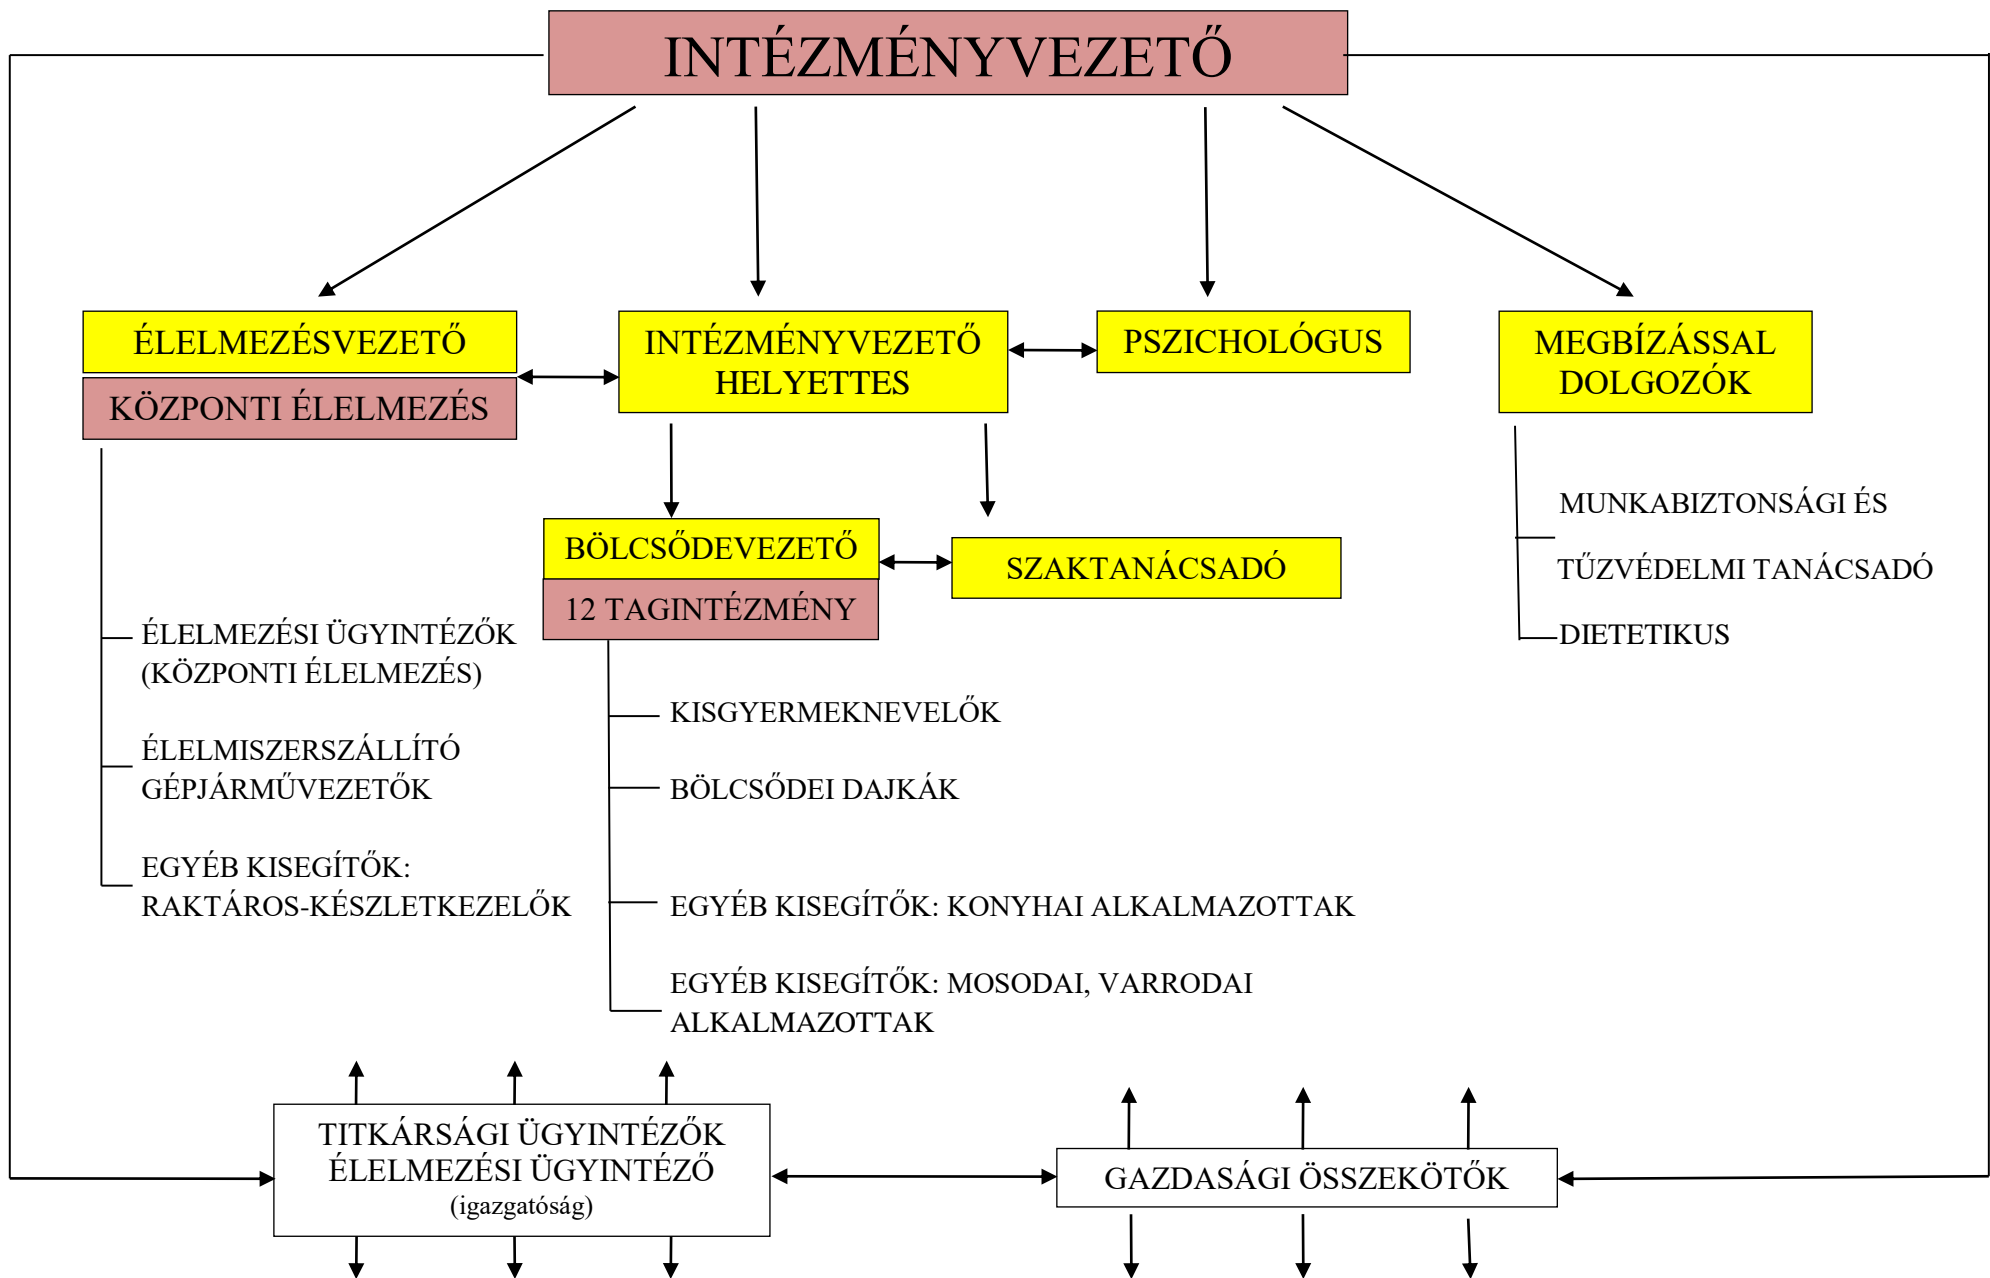 INTÉZMÉNYVEZETŐ
ÉLELMEZÉSVEZETŐ
KÖZPONTI ÉLELMEZÉS
INTÉZMÉNYVEZETŐ
HELYETTES
PSZICHOLÓGUS
MEGBÍZÁSSAL
DOLGOZÓK
BÖLCSŐDEVEZETŐ
12 TAGINTÉZMÉNY
SZAKTANÁCSADÓ
MUNKABIZTONSÁGI ÉS
TŰZVÉDELMI TANÁCSADÓ
DIETETIKUS
ÉLELMEZÉSI ÜGYINTÉZŐK
(KÖZPONTI ÉLELMEZÉS)
ÉLELMISZERSZÁLLÍTÓ
GÉPJÁRMŰVEZETŐK
EGYÉB KISEGÍTŐK:
RAKTÁROS-KÉSZLETKEZELŐK
KISGYERMEKNEVELŐK
BÖLCSŐDEI DAJKÁK
EGYÉB KISEGÍTŐK: KONYHAI ALKALMAZOTTAK
EGYÉB KISEGÍTŐK: MOSODAI, VARRODAI
ALKALMAZOTTAK
TITKÁRSÁGI ÜGYINTÉZŐK
ÉLELMEZÉSI ÜGYINTÉZŐ
(igazgatóság)
GAZDASÁGI ÖSSZEKÖTŐK